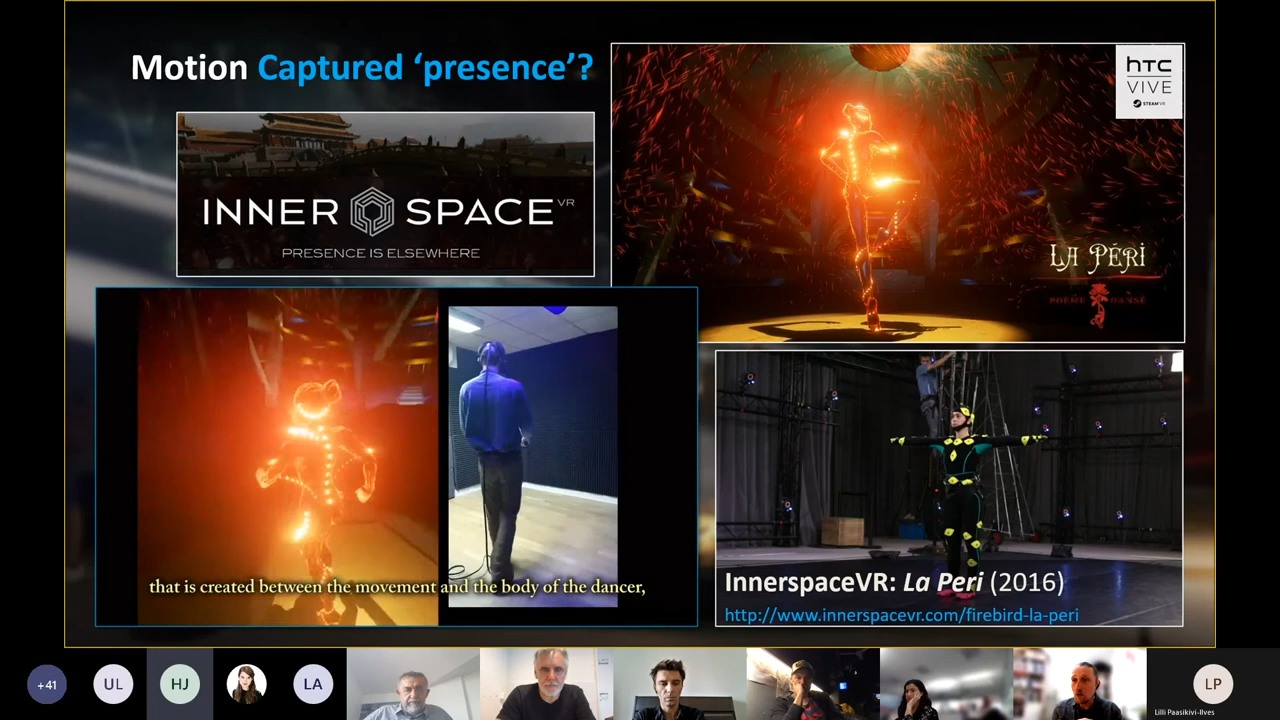 Motion Captured ‘presence’?
INNER SPACE VR
PRESENCE IS ELSEWHERE
hTC
VIVE
STEAMVR
LA PÉRI
POÈME DANSÉ
that is created between the movement and the body of the dancer,
InnerspaceVR: La Peri (2016)
http://www.innerspacevr.com/firebird-la-peri
+41
UL
HJ
LA
LP
Lilli Paasikivi-Ilves